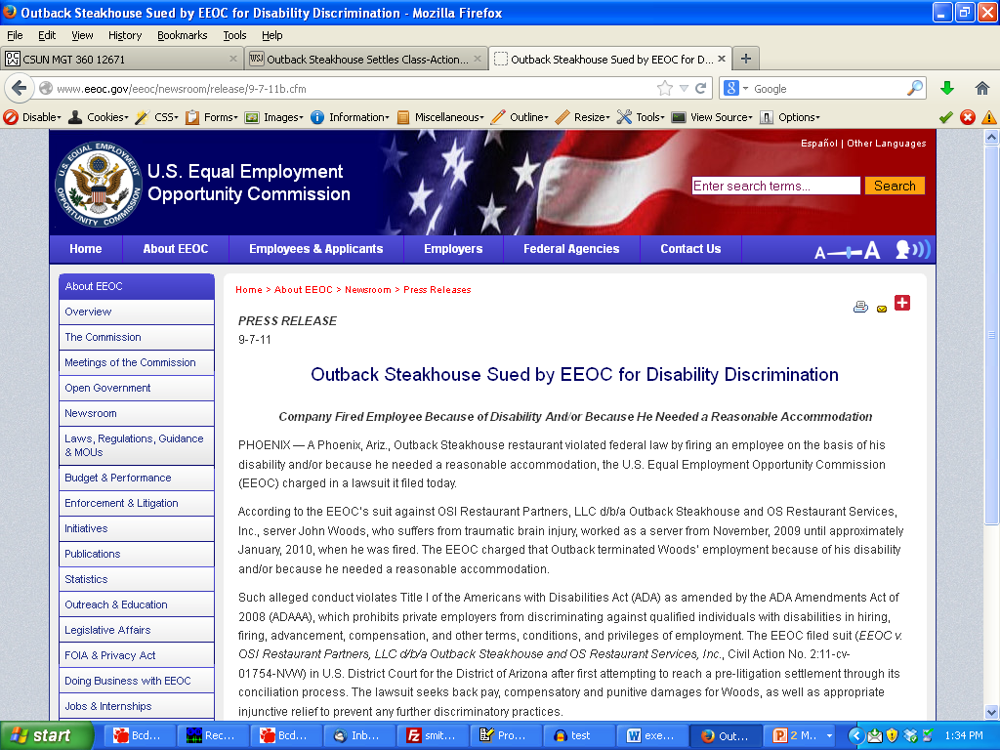 Outback Steakhouse Sued by EEOC for Disability Discrimination - Mozilla Firefox
File Edit View History Bookmarks Tools Help
CSUN MGT 360 12671
WSJ Outback Steakhouse Settles Class-Action...
Outback Steakhouse Sued by EEOC for D...
www.eeoc.gov/eeoc/newsroom/release/9-7-11b.cfm
Google
Disable Cookies CSS Forms Images Information Miscellaneous Outline Resize Tools View Source Options
Español | Other Languages
U.S. EQUAL EMPLOYMENT OPPORTUNITY COMMISSION
U.S. Equal Employment
Opportunity Commission
Enter search terms... Search
Home About EEOC Employees & Applicants Employers Federal Agencies Contact Us A A
About EEOC
Overview
The Commission
Meetings of the Commission
Open Government
Newsroom
Laws, Regulations, Guidance
& MOUs
Budget & Performance
Enforcement & Litigation
Initiatives
Publications
Statistics
Outreach & Education
Legislative Affairs
FOIA & Privacy Act
Doing Business with EEOC
Jobs & Internships
Home > About EEOC > Newsroom > Press Releases
PRESS RELEASE
9-7-11
Outback Steakhouse Sued by EEOC for Disability Discrimination
Company Fired Employee Because of Disability And/or Because He Needed a Reasonable Accommodation
PHOENIX — A Phoenix, Ariz., Outback Steakhouse restaurant violated federal law by firing an employee on the basis of his
disability and/or because he needed a reasonable accommodation, the U.S. Equal Employment Opportunity Commission
(EEOC) charged in a lawsuit it filed today.
According to the EEOC's suit against OSI Restaurant Partners, LLC d/b/a Outback Steakhouse and OS Restaurant Services,
Inc., server John Woods, who suffers from traumatic brain injury, worked as a server from November, 2009 until approximately
January, 2010, when he was fired. The EEOC charged that Outback terminated Woods' employment because of his disability
and/or because he needed a reasonable accommodation.
Such alleged conduct violates Title I of the Americans with Disabilities Act (ADA) as amended by the ADA Amendments Act of
2008 (ADAAA), which prohibits private employers from discriminating against qualified individuals with disabilities in hiring,
firing, advancement, compensation, and other terms, conditions, and privileges of employment. The EEOC filed suit (EEOC v.
OSI Restaurant Partners, LLC d/b/a Outback Steakhouse and OS Restaurant Services, Inc., Civil Action No. 2:11-cv-
01754-NVW) in U.S. District Court for the District of Arizona after first attempting to reach a pre-litigation settlement through its
conciliation process. The lawsuit seeks back pay, compensatory and punitive damages for Woods, as well as appropriate
injunctive relief to prevent any further discriminatory practices.
start Bcd... Rec... Bcd... Inb... smit... Pro... test exe... Out... 2 M... 1:34 PM